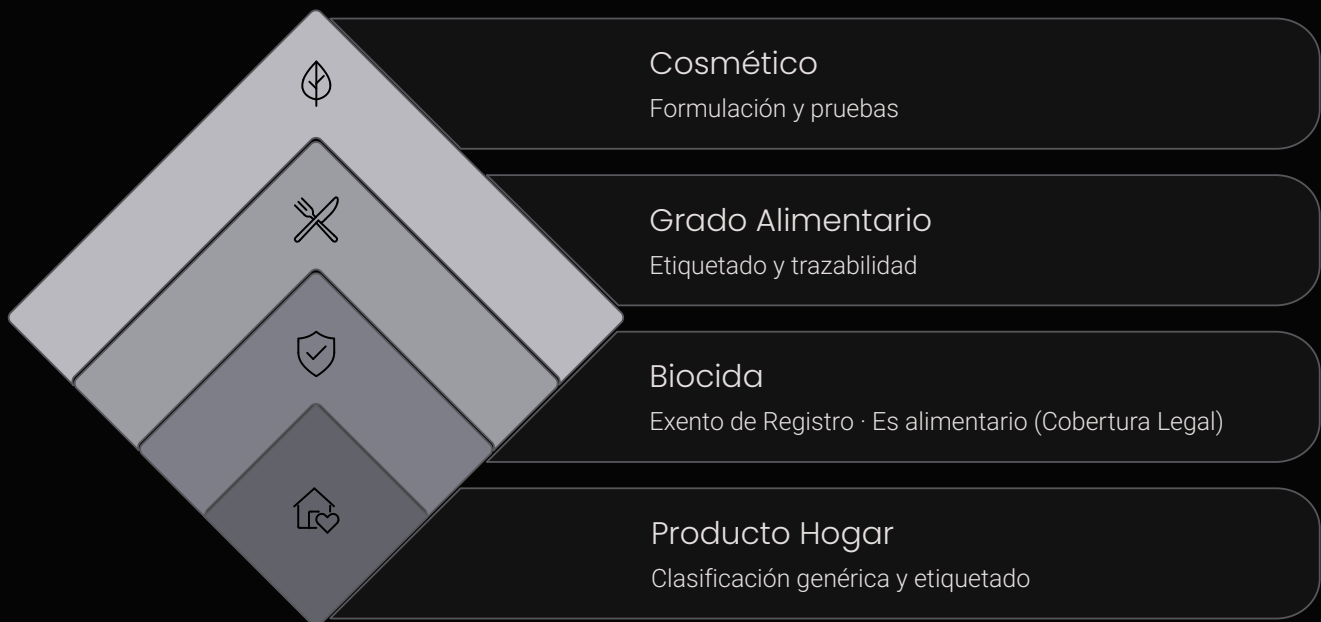 Cosmético
Formulación y pruebas
Grado Alimentario
Etiquetado y trazabilidad
Biocida
Exento de Registro · Es alimentario (Cobertura Legal)
Producto Hogar
Clasificación genérica y etiquetado